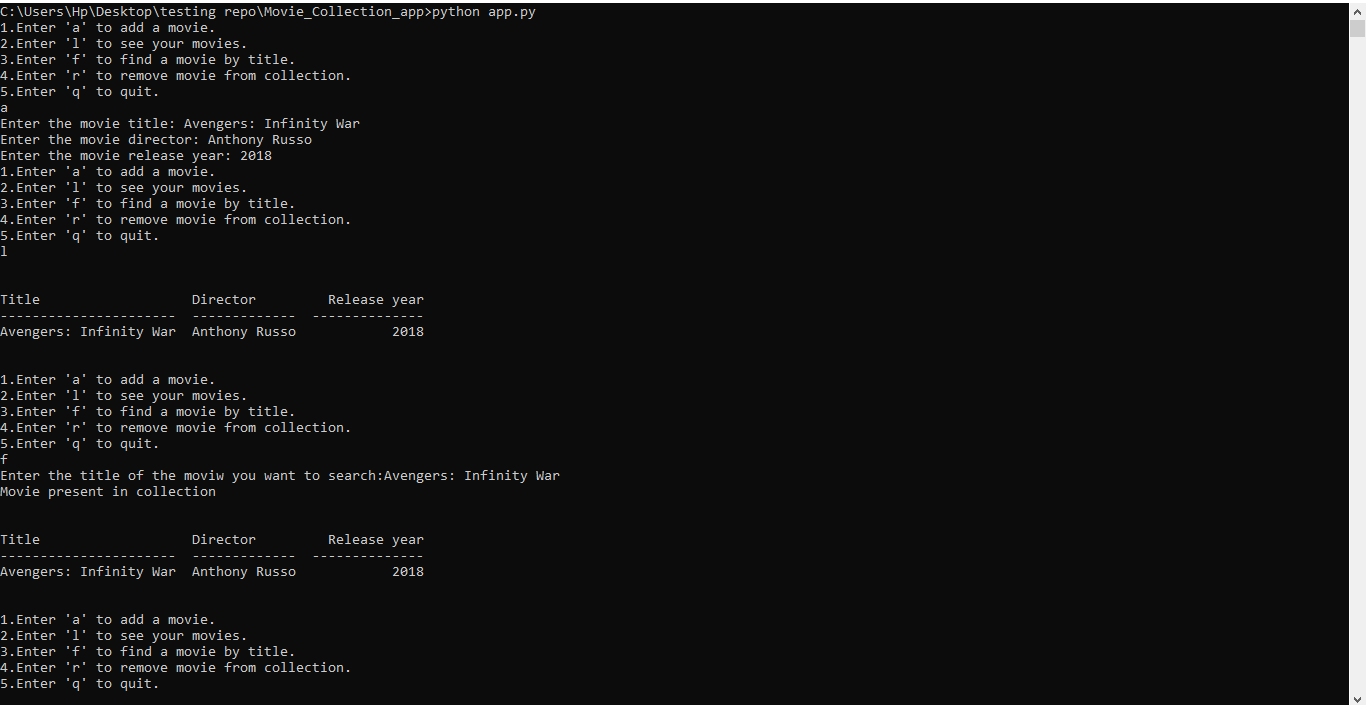 C:\Users\Hp\Desktop\testing repo\Movie_Collection_app>python app.py
1.Enter 'a' to add a movie.
2.Enter 'l' to see your movies.
3.Enter 'f' to find a movie by title.
4.Enter 'r' to remove movie from collection.
5.Enter 'q' to quit.
a
Enter the movie title: Avengers: Infinity War
Enter the movie director: Anthony Russo
Enter the movie release year: 2018
1.Enter 'a' to add a movie.
2.Enter 'l' to see your movies.
3.Enter 'f' to find a movie by title.
4.Enter 'r' to remove movie from collection.
5.Enter 'q' to quit.
l
Title                   Director         Release year
----------------------  -------------  --------------
Avengers: Infinity War  Anthony Russo            2018
1.Enter 'a' to add a movie.
2.Enter 'l' to see your movies.
3.Enter 'f' to find a movie by title.
4.Enter 'r' to remove movie from collection.
5.Enter 'q' to quit.
f
Enter the title of the moviw you want to search:Avengers: Infinity War
Movie present in collection
Title                   Director         Release year
----------------------  -------------  --------------
Avengers: Infinity War  Anthony Russo            2018
1.Enter 'a' to add a movie.
2.Enter 'l' to see your movies.
3.Enter 'f' to find a movie by title.
4.Enter 'r' to remove movie from collection.
5.Enter 'q' to quit.